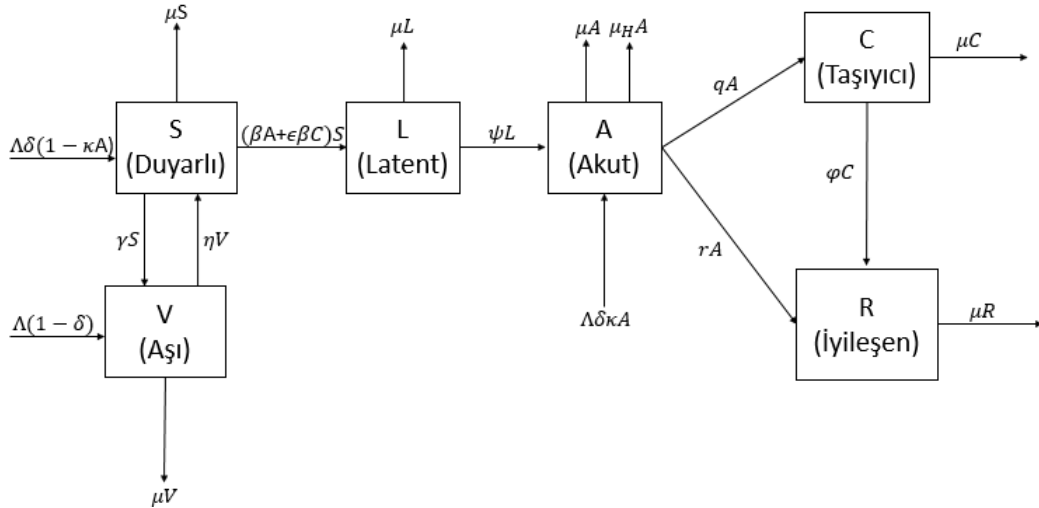 μS
μL
μA
μ_H A
C
(Taşıyıcı)
μC
qA
S
(Duyarlı)
Λδ(1 − κA)
(βA+ϵβC)S
L
(Latent)
ψL
A
(Akut)
φC
γS
ηV
rA
Λδκ𝐴
V
(Aşı)
Λ(1 − δ)
R
(İyileşen)
μR
μV